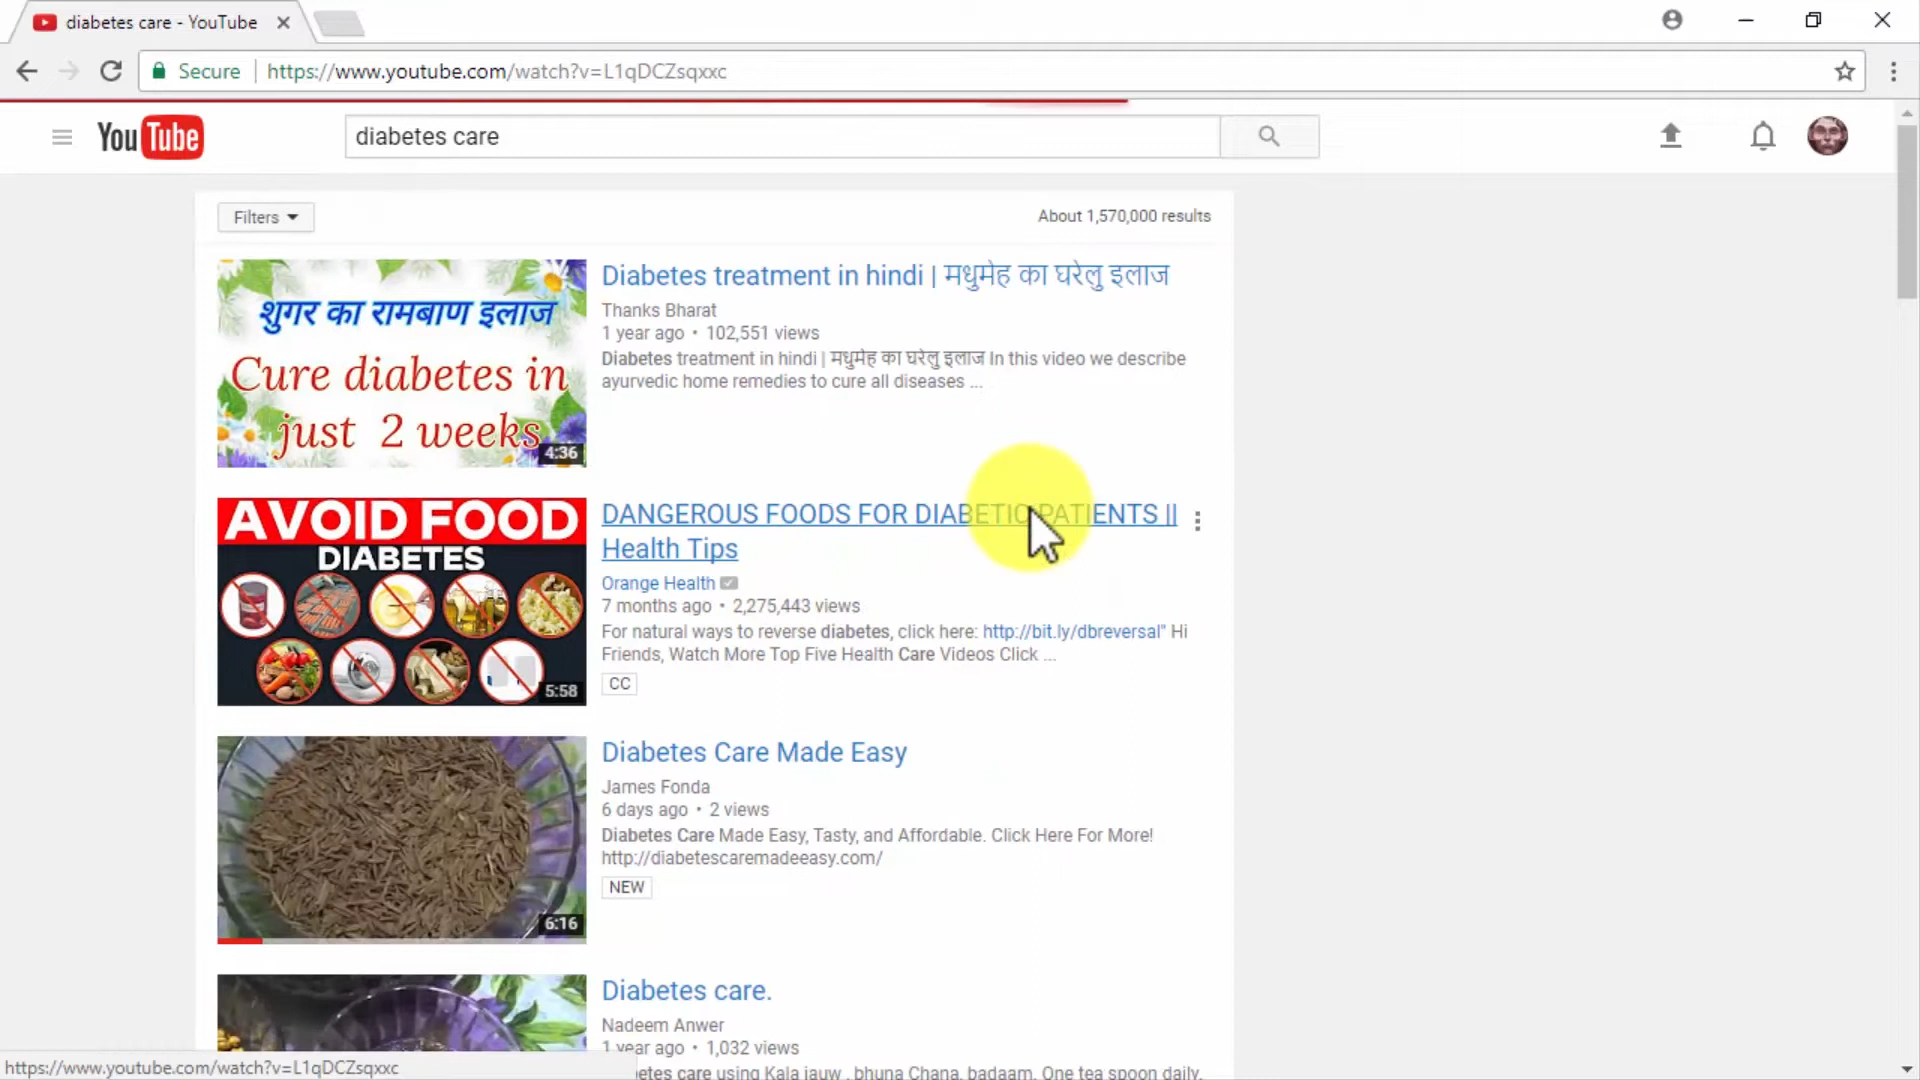 diabetes care - YouTube
Secure
https://www.youtube.com/watch?v=L1qDCZsqxxc
YouTube
diabetes care
Filters
About 1,570,000 results
शुगर का रामबाण इलाज
Cure diabetes in
just 2 weeks
4:36
Diabetes treatment in hindi | मधुमेह का घरेलु इलाज
Thanks Bharat
1 year ago • 102,551 views
Diabetes treatment in hindi | मधुमेह का घरेलु इलाज In this video we describe
ayurvedic home remedies to cure all diseases ...
AVOID FOOD
DIABETES
5:58
DANGEROUS FOODS FOR DIABETIC PATIENTS ||
Health Tips
Orange Health
7 months ago • 2,275,443 views
For natural ways to reverse diabetes, click here: http://bit.ly/dbreversal" Hi
Friends, Watch More Top Five Health Care Videos Click ...
CC
6:16
Diabetes Care Made Easy
James Fonda
6 days ago • 2 views
Diabetes Care Made Easy, Tasty, and Affordable. Click Here For More!
http://diabetescaremadeeasy.com/
NEW
Diabetes care.
Nadeem Anwer
1 year ago • 1,032 views
etes care using Kala jauw , bhuna Chana, badaam. One tea spoon daily.
https://www.youtube.com/watch?v=L1qDCZsqxxc